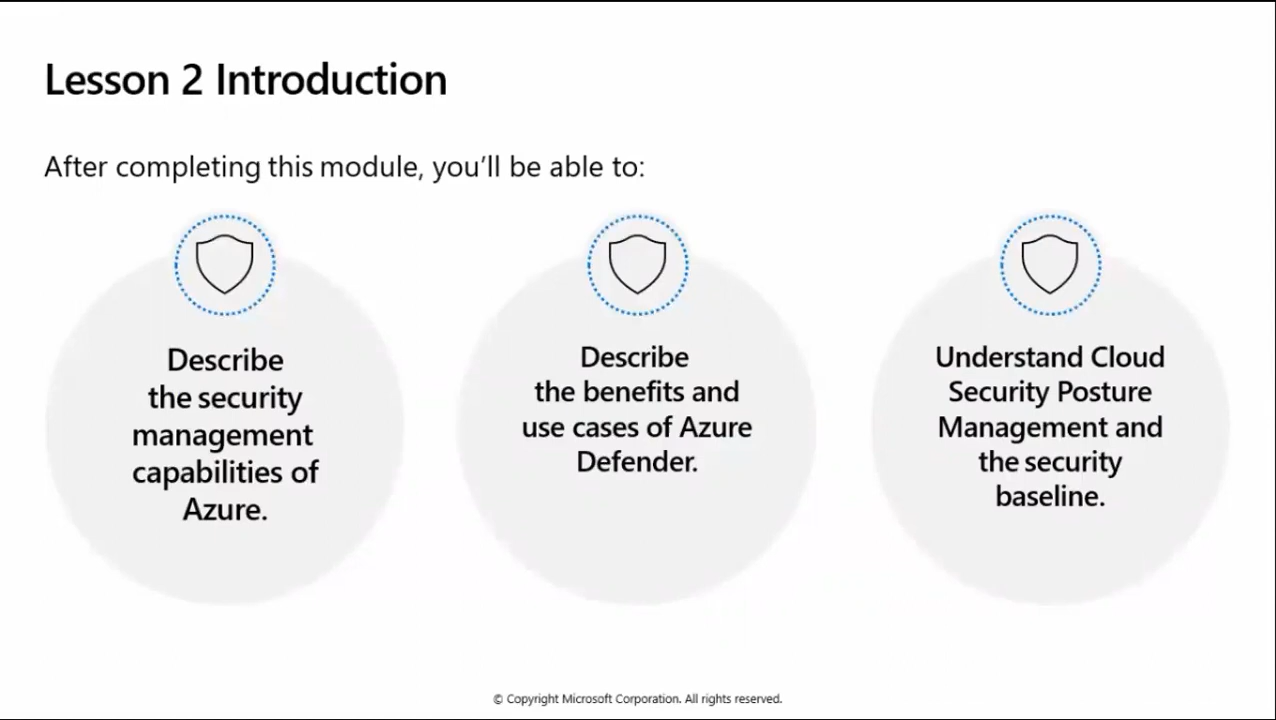 Lesson 2 Introduction
After completing this module, you'll be able to:
Describe
the security
management
capabilities of
Azure.
Describe
the benefits and
use cases of Azure
Defender.
Understand Cloud
Security Posture
Management and
the security
baseline.
© Copyright Microsoft Corporation. All rights reserved.